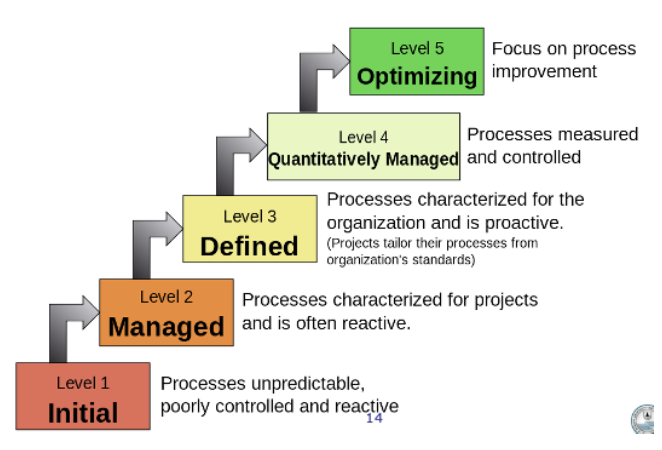 Level 5
Optimizing
Focus on process
improvement
Level 4
Quantitatively Managed
Processes measured
and controlled
Level 3
Defined
Processes characterized for the
organization and is proactive.
(Projects tailor their processes from
organization's standards)
Level 2
Managed
Processes characterized for projects
and is often reactive.
Level 1
Initial
Processes unpredictable,
poorly controlled and reactive
14